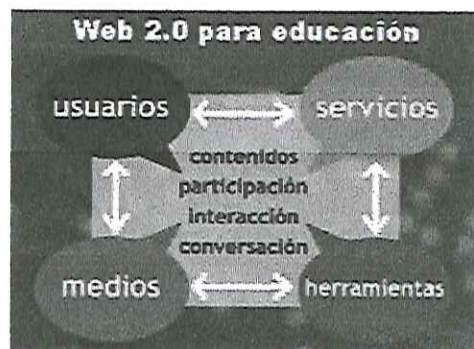 Web 2.0 para educación
usuarios
servicios
contenidos
participación
interacción
conversación
medios
herramientas